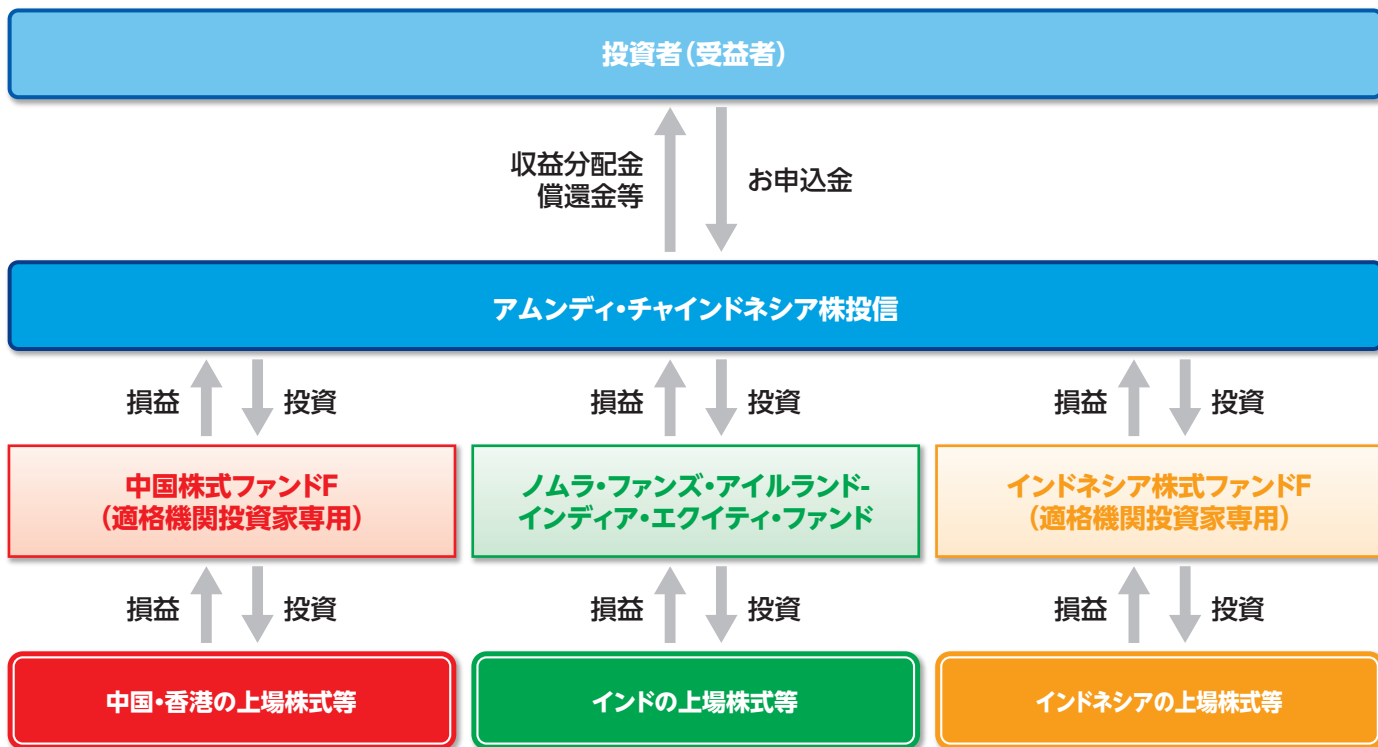 投資者(受益者)
収益分配金
償還金等
お申込金
アムンディ・チャインドネシア株投信
損益
投資
損益
投資
損益
投資
中国株式ファンドF
(適格機関投資家専用)
ノムラ・ファンズ・アイルランド-
インディア・エクイティ・ファンド
インドネシア株式ファンドF
(適格機関投資家専用)
損益
投資
損益
投資
損益
投資
中国・香港の上場株式等
インドの上場株式等
インドネシアの上場株式等